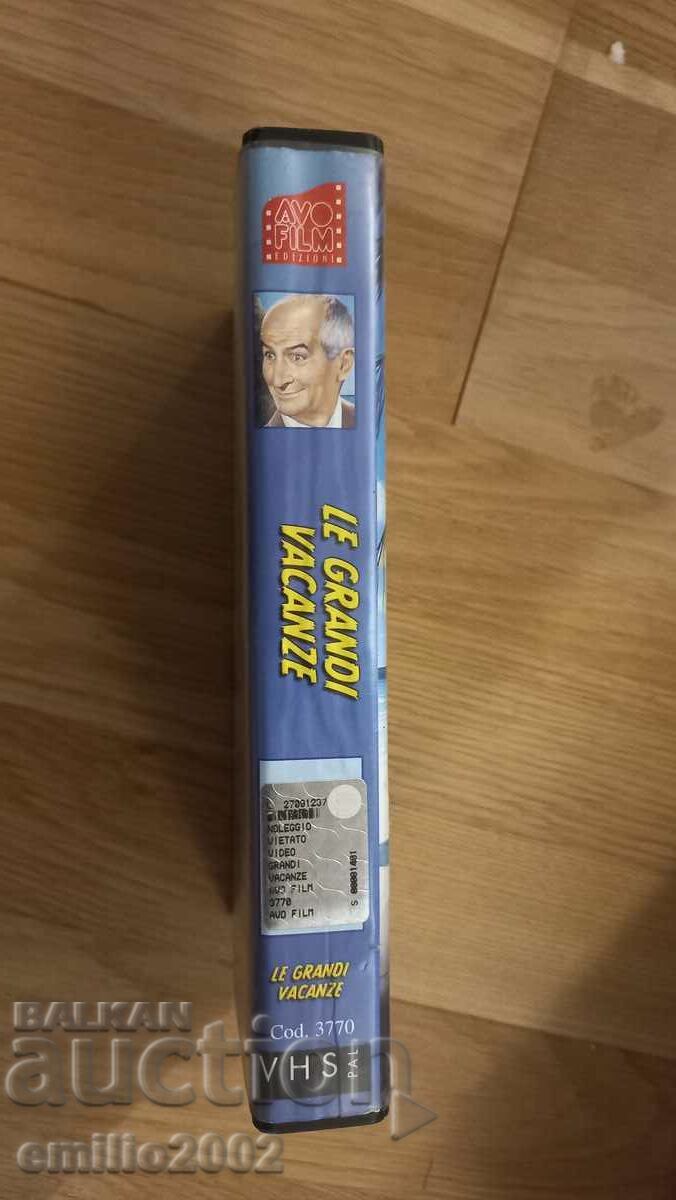 AVO
FILM
EDIZIONI
LE GRANDI
VACANZE
27091237
NOLEGGIO
VIETATO
VIDEO
GRANDI
VACANZE
AVO FILM
3770
AVO FILM
S 00001401
LE GRANDI
VACANZE
Cod. 3770
VHS
PAL
BALKAN
auction
emilio2002